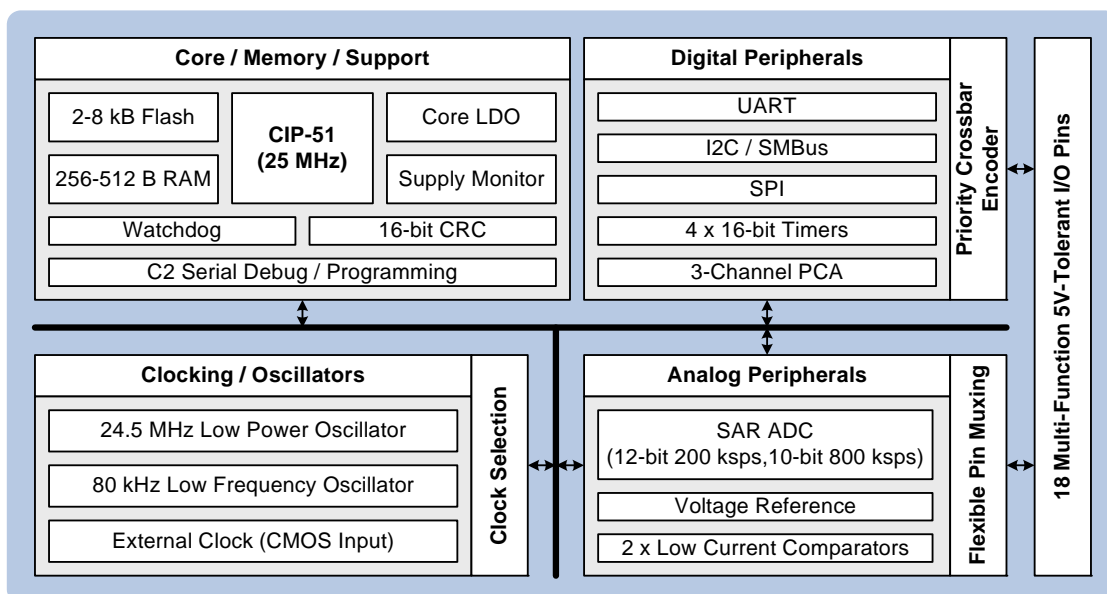 Core / Memory / Support
2-8 kB Flash
CIP-51
(25 MHz)
Core LDO
256-512 B RAM
Supply Monitor
Watchdog
16-bit CRC
C2 Serial Debug / Programming
Digital Peripherals
UART
I2C / SMBus
SPI
4 x 16-bit Timers
3-Channel PCA
Priority Crossbar
Encoder
18 Multi-Function 5V-Tolerant I/O Pins
Clocking / Oscillators
24.5 MHz Low Power Oscillator
80 kHz Low Frequency Oscillator
External Clock (CMOS Input)
Clock Selection
Analog Peripherals
SAR ADC
(12-bit 200 ksps,10-bit 800 ksps)
Voltage Reference
2 x Low Current Comparators
Flexible Pin Muxing